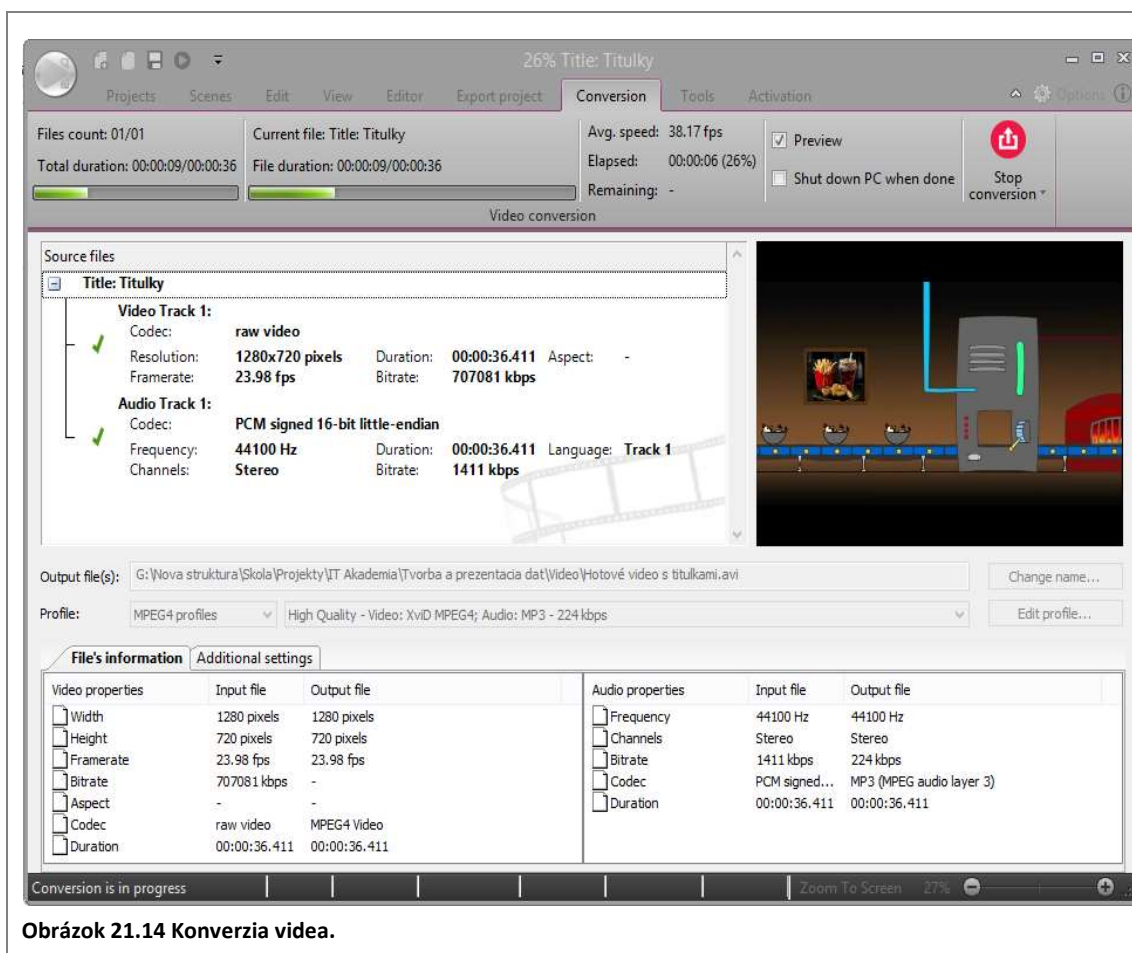 26% Title: Titulky
Projects Scenes Edit View Editor Export project Conversion Tools Activation Options
Files count: 01/01
Total duration: 00:00:09/00:00:36
Current file: Title: Titulky
File duration: 00:00:09/00:00:36
Avg. speed: 38.17 fps
Elapsed: 00:00:06 (26%)
Remaining: -
Preview
Shut down PC when done
Stop
conversion
Video conversion
Source files
Title: Titulky
Video Track 1:
Codec: raw video
Resolution: 1280x720 pixels Duration: 00:00:36.411 Aspect: -
Framerate: 23.98 fps Bitrate: 707081 kbps
Audio Track 1:
Codec: PCM signed 16-bit little-endian
Frequency: 44100 Hz Duration: 00:00:36.411 Language: Track 1
Channels: Stereo Bitrate: 1411 kbps
Output file(s): G:\Nova struktura\Skola\Projekty\IT Akademia\Tvorba a prezentacia dat\Video\Hotové video s titulkami.avi Change name...
Profile: MPEG4 profiles High Quality - Video: XviD MPEG4; Audio: MP3 - 224 kbps Edit profile...
File's information Additional settings
Video properties Input file Output file
Width 1280 pixels 1280 pixels
Height 720 pixels 720 pixels
Framerate 23.98 fps 23.98 fps
Bitrate 707081 kbps -
Aspect - -
Codec raw video MPEG4 Video
Duration 00:00:36.411 00:00:36.411
Audio properties Input file Output file
Frequency 44100 Hz 44100 Hz
Channels Stereo Stereo
Bitrate 1411 kbps 224 kbps
Codec PCM signed... MP3 (MPEG audio layer 3)
Duration 00:00:36.411 00:00:36.411
Conversion is in progress
Zoom To Screen 27%
Obrázok 21.14 Konverzia videa.